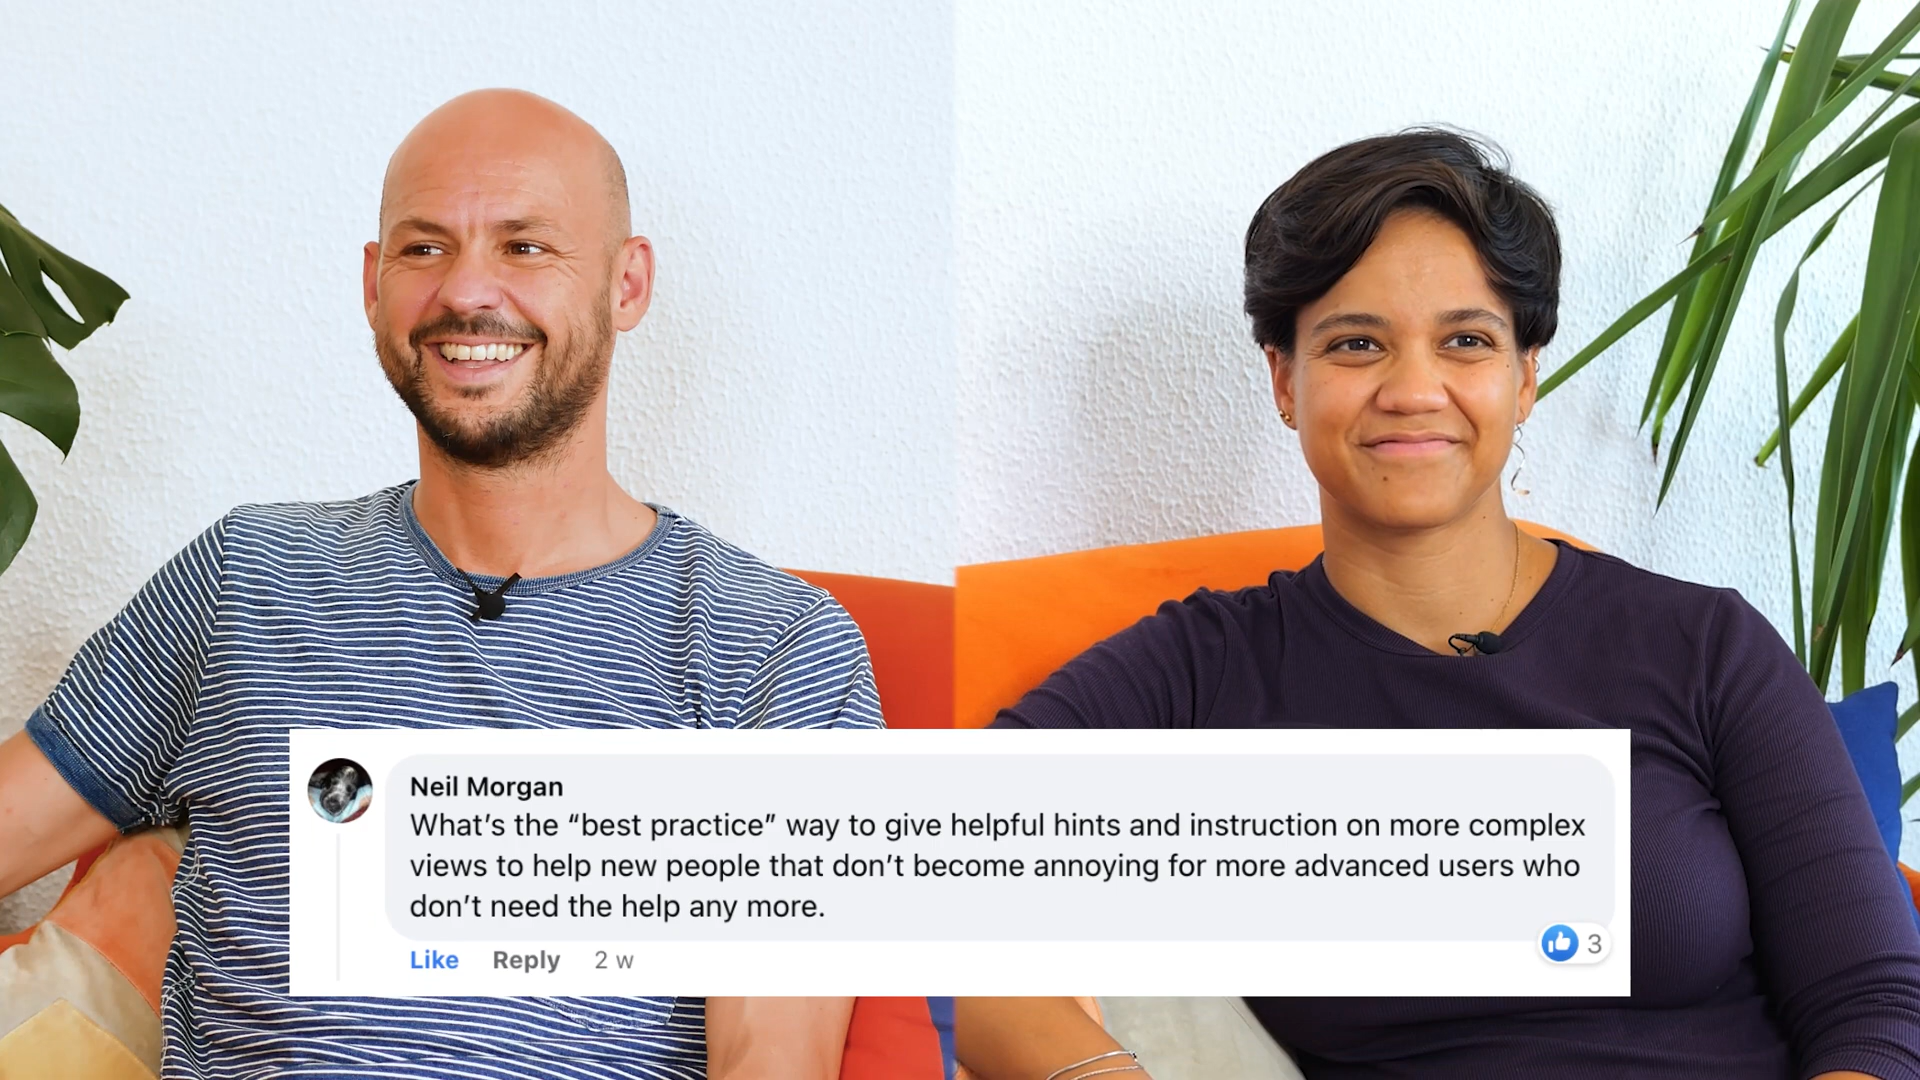 Neil Morgan
What’s the “best practice” way to give helpful hints and instruction on more complex
views to help new people that don’t become annoying for more advanced users who
don’t need the help any more.
Like Reply 2 w 3